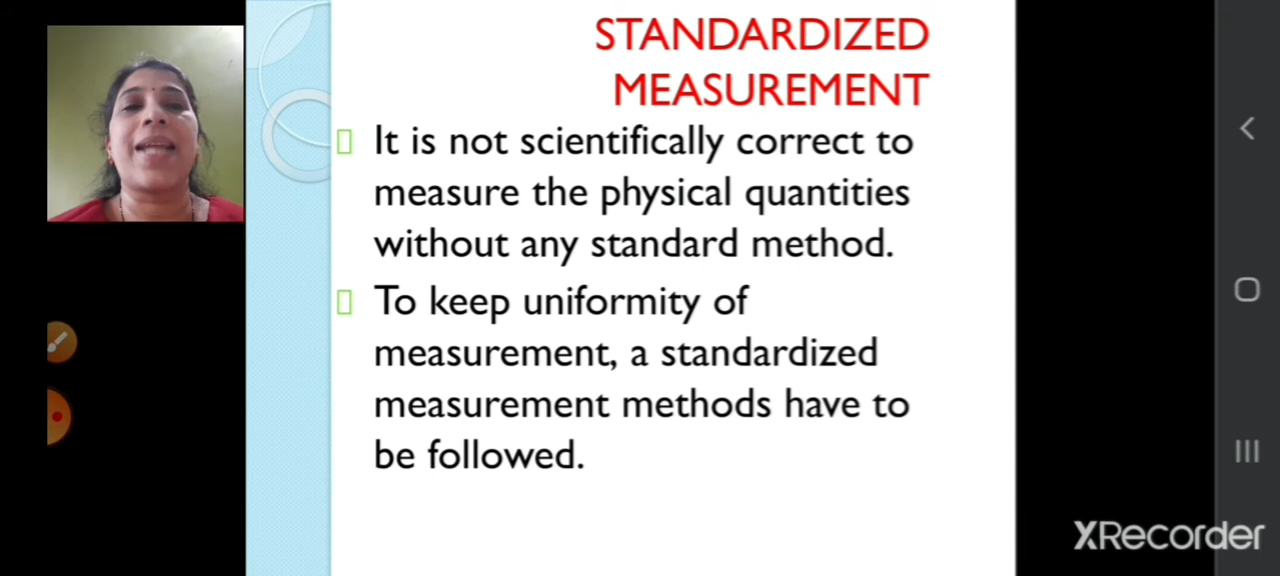 STANDARDIZED
MEASUREMENT
It is not scientifically correct to
measure the physical quantities
without any standard method.
To keep uniformity of
measurement, a standardized
measurement methods have to
be followed.
XRecorder